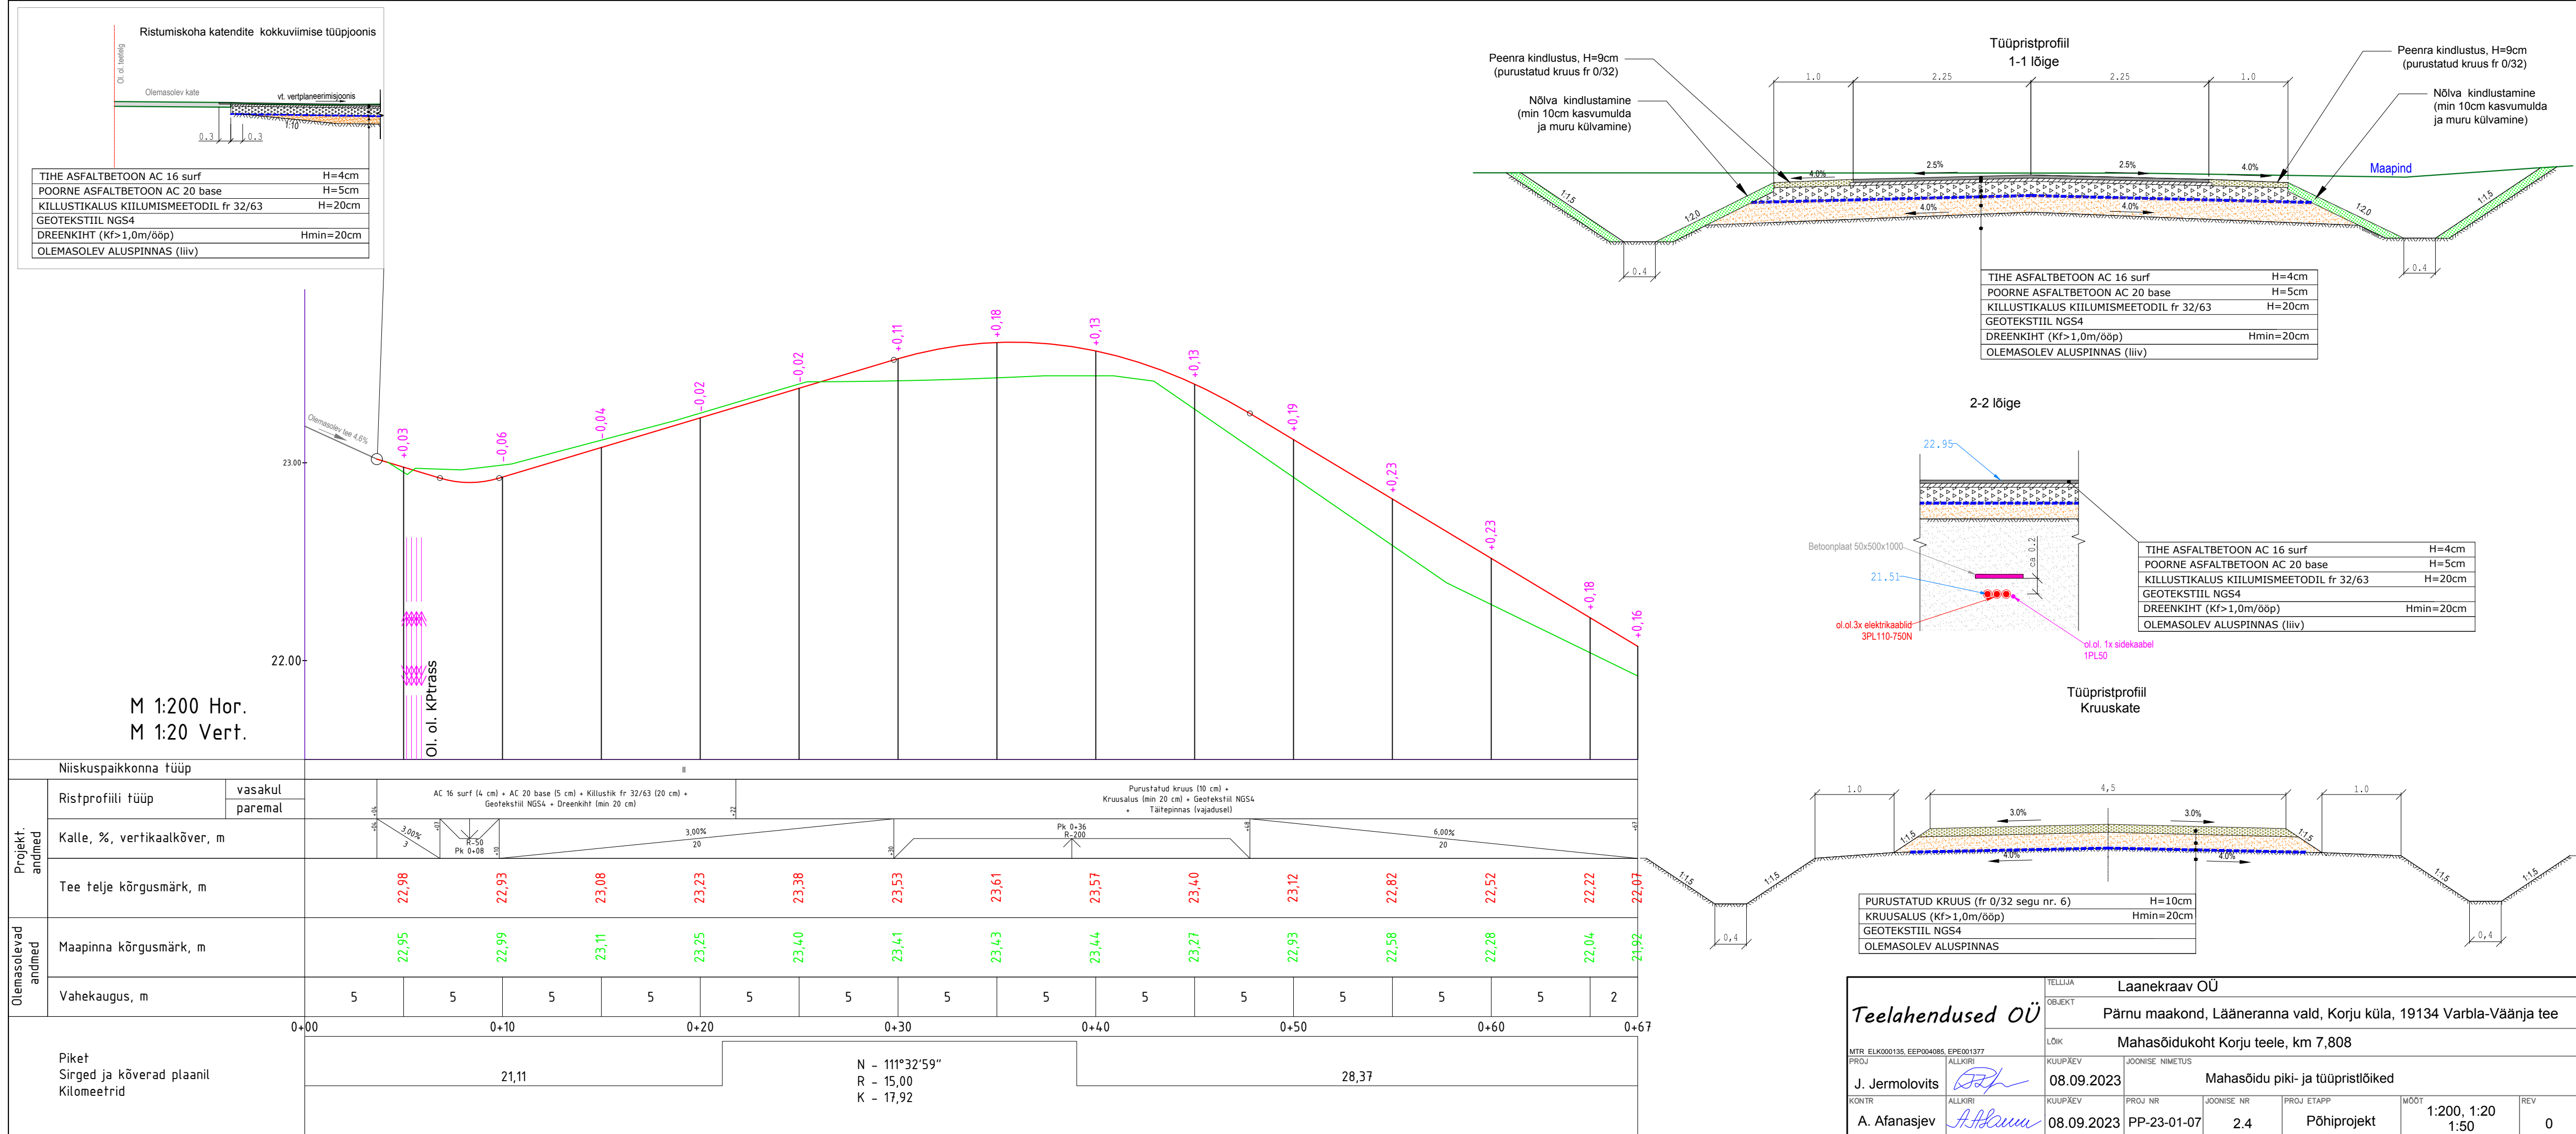 Ristumiskoha katendite kokkuviimise tüüpjoonis
Ol. ol. teetelg
Olemasolev kate
vt. vertplaneerimisjoonis
1:10
0.3
0.3
TIHE ASFALTBETOON AC 16 surf H=4cm
POORNE ASFALTBETOON AC 20 base H=5cm
KILLUSTIKALUS KIILUMISMEETODIL fr 32/63 H=20cm
GEOTEKSTIIL NGS4
DREENKIHT (Kf>1,0m/ööp) Hmin=20cm
OLEMASOLEV ALUSPINNAS (liiv)
Tüüpristprofiil
1-1 lõige
Peenra kindlustus, H=9cm
(purustatud kruus fr 0/32)
Nõlva kindlustamine
(min 10cm kasvumulda
ja muru külvamine)
Peenra kindlustus, H=9cm
(purustatud kruus fr 0/32)
Nõlva kindlustamine
(min 10cm kasvumulda
ja muru külvamine)
1.0 2.25 2.25 1.0
4.0% 2.5% 2.5% 4.0%
Maapind
1:1,5 1:2,0 4.0% 4.0% 1:2,0 1:1,5
0.4 0.4
TIHE ASFALTBETOON AC 16 surf H=4cm
POORNE ASFALTBETOON AC 20 base H=5cm
KILLUSTIKALUS KIILUMISMEETODIL fr 32/63 H=20cm
GEOTEKSTIIL NGS4
DREENKIHT (Kf>1,0m/ööp) Hmin=20cm
OLEMASOLEV ALUSPINNAS (liiv)
2-2 lõige
22.95
Betoonplaat 50x500x1000
ca 0.2
21.51
ol.ol.3x elektrikaablid
3PL110-750N
ol.ol. 1x sidekaabel
1PL50
TIHE ASFALTBETOON AC 16 surf H=4cm
POORNE ASFALTBETOON AC 20 base H=5cm
KILLUSTIKALUS KIILUMISMEETODIL fr 32/63 H=20cm
GEOTEKSTIIL NGS4
DREENKIHT (Kf>1,0m/ööp) Hmin=20cm
OLEMASOLEV ALUSPINNAS (liiv)
Tüüpristprofiil
Kruuskate
1.0 4,5 1.0
3.0% 3.0%
1:1,5 1:1,5
4.0% 4.0%
1:1,5 1:1,5 1:1,5 1:1,5
0,4 0,4
PURUSTATUD KRUUS (fr 0/32 segu nr. 6) H=10cm
KRUUSALUS (Kf>1,0m/ööp) Hmin=20cm
GEOTEKSTIIL NGS4
OLEMASOLEV ALUSPINNAS
Olemasolev tee 4,6%
23.00
22.00
+0,03 -0,06 -0,04 -0,02 -0,02 +0,11 +0,18 +0,13 +0,13 +0,19 +0,23 +0,23 +0,18 +0,16
Ol. ol. KPtrass
M 1:200 Hor.
M 1:20 Vert.
Niiskuspaikkonna tüüp II
Projekt. andmed
Ristprofiili tüüp
vasakul
paremal
+04 +22
AC 16 surf (4 cm) + AC 20 base (5 cm) + Killustik fr 32/63 (20 cm) +
Geotekstiil NGS4 + Dreenkiht (min 20 cm)
Purustatud kruus (10 cm) +
Kruusalus (min 20 cm) + Geotekstiil NGS4
+ Täitepinnas (vajadusel)
Kalle, %, vertikaalkõver, m
+04 3,00% 3 +07 R-50 Pk 0+08 +10 3,00% 20 +30 Pk 0+36 R-200 +48 6,00% 20 +67
Tee telje kõrgusmärk, m
22,98 22,93 23,08 23,23 23,38 23,53 23,61 23,57 23,40 23,12 22,82 22,52 22,22 22,07
Olemasolevad andmed
Maapinna kõrgusmärk, m
22,95 22,99 23,11 23,25 23,40 23,41 23,43 23,44 23,27 22,93 22,58 22,28 22,04 21,92
Vahekaugus, m
5 5 5 5 5 5 5 5 5 5 5 5 5 2
0+00 0+10 0+20 0+30 0+40 0+50 0+60 0+67
Piket
Sirged ja kõverad plaanil
Kilomeetrid
21,11
N - 111°32'59"
R - 15,00
K - 17,92
28,37
Teelahendused OÜ
MTR ELK000135, EEP004085, EPE001377
TELLIJA
Laanekraav OÜ
OBJEKT
Pärnu maakond, Lääneranna vald, Korju küla, 19134 Varbla-Väänja tee
LÕIK
Mahasõidukoht Korju teele, km 7,808
PROJ ALLKIRI KUUPÄEV JOONISE NIMETUS
J. Jermolovits 08.09.2023 Mahasõidu piki- ja tüüpristlõiked
KONTR ALLKIRI KUUPÄEV PROJ NR JOONISE NR PROJ ETAPP MÕÕT REV
A. Afanasjev 08.09.2023 PP-23-01-07 2.4 Põhiprojekt 1:200, 1:20 0
1:50